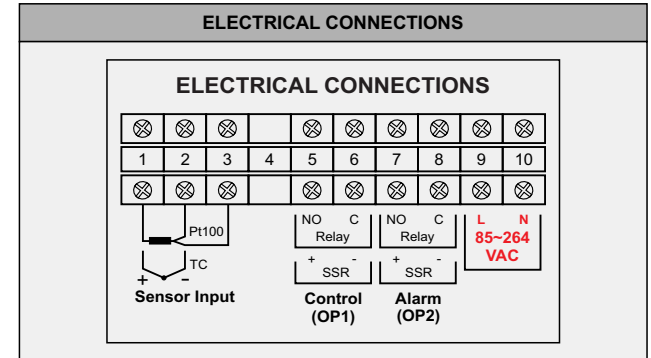 ELECTRICAL CONNECTIONS
ELECTRICAL CONNECTIONS
1 2 3 4 5 6 7 8 9 10
NO C NO C L N
Pt100 Relay Relay 85~264
VAC
TC + - + -
SSR SSR
+ -
Sensor Input Control Alarm
(OP1) (OP2)